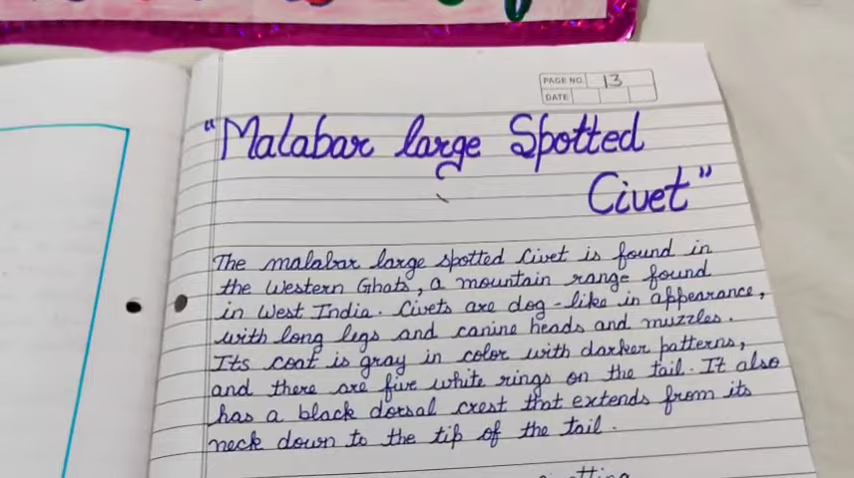 PAGE NO. 13
DATE
"Malabar large Spotted
Civet"
The malabar large spotted Civet is found in
the Western Ghats, a mountain range found
in West India. Civets are dog-like in appearance,
with long legs and canine heads and muzzles.
Its coat is gray in color with darker patterns,
and there are five white rings on the tail. It also
has a black dorsal crest that extends from its
neck down to the tip of the tail.